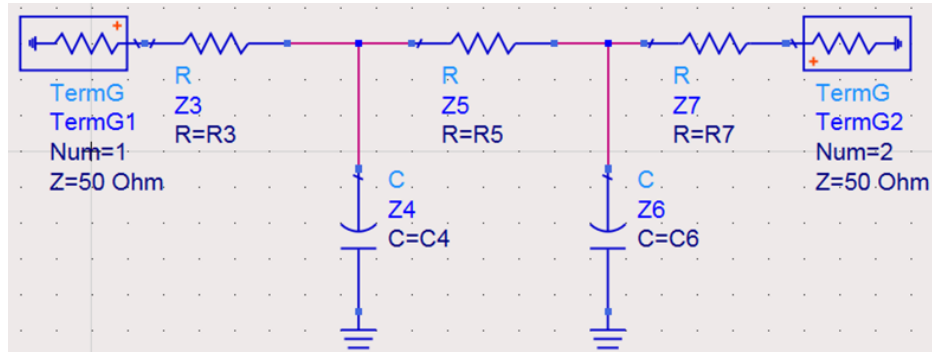 +
TermG
TermG1
Num=1
Z=50 Ohm
R
Z3
R=R3
R
Z5
R=R5
R
Z7
R=R7
+
TermG
TermG2
Num=2
Z=50 Ohm
C
Z4
C=C4
C
Z6
C=C6